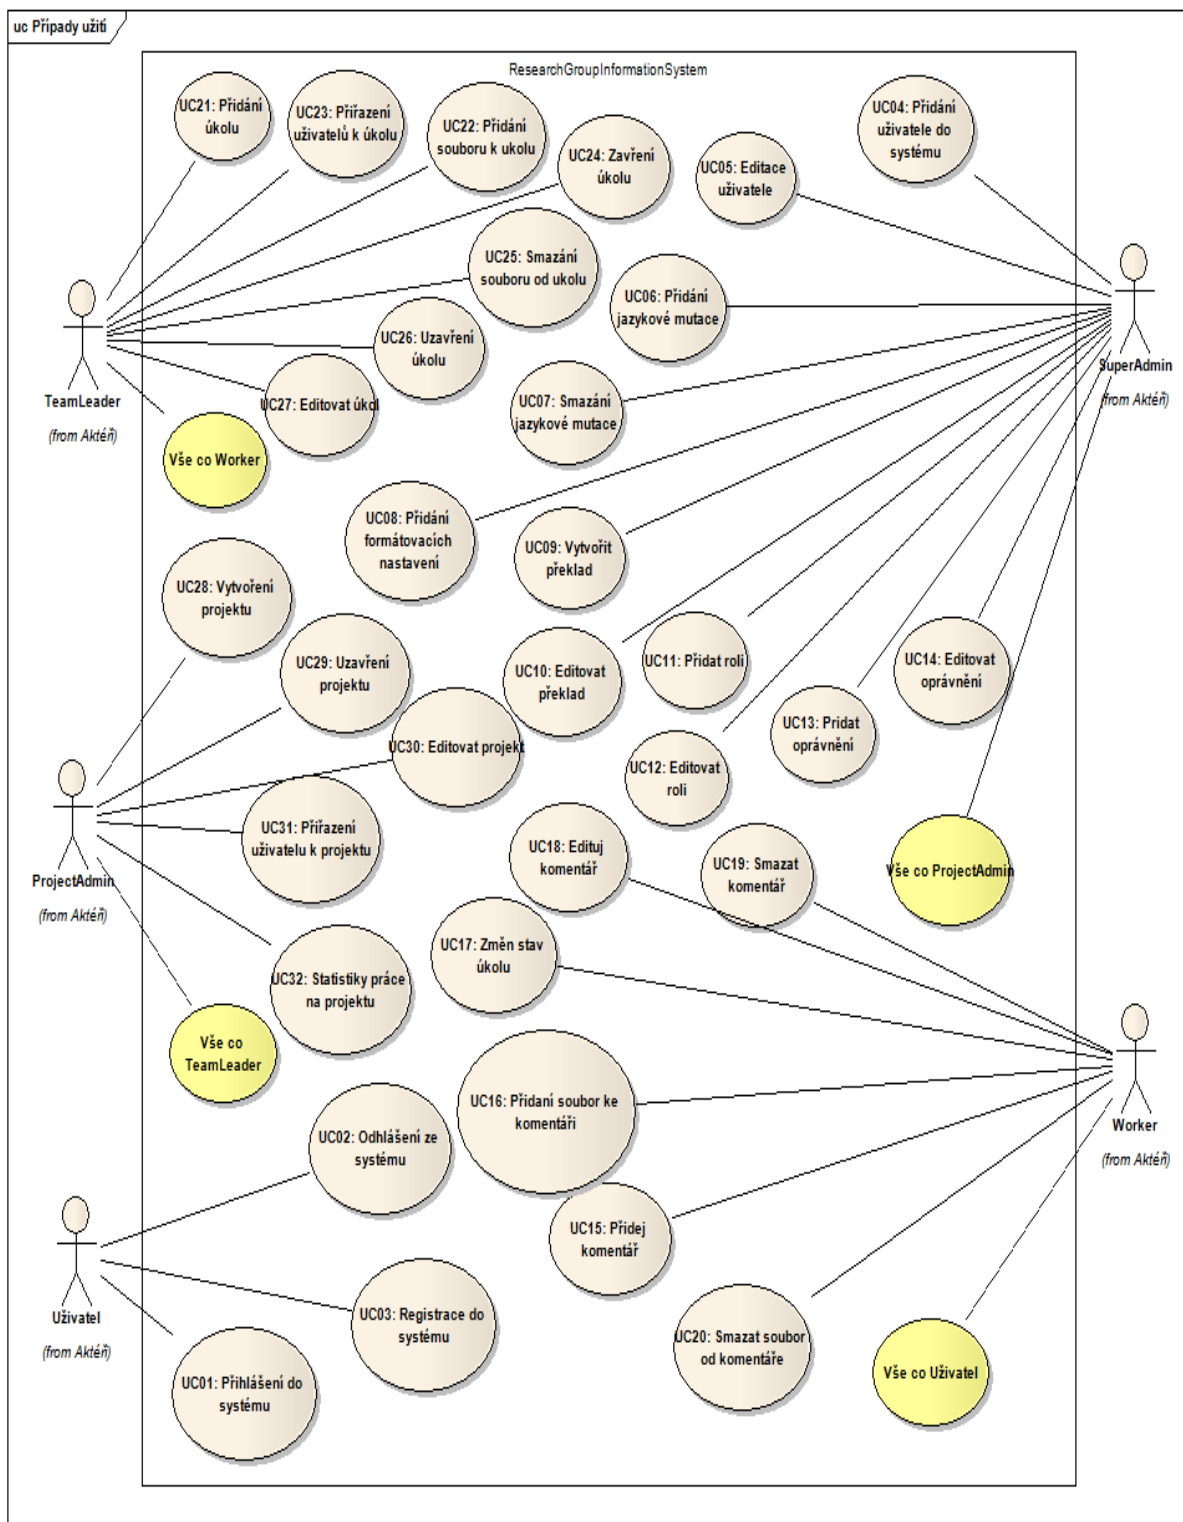 uc Případy užití
ResearchGroupInformationSystem
UC21: Přidání
úkolu
UC23: Přiřazení
uživatelů k úkolu
UC22: Přidání
souboru k ukolu
UC24: Zavření
úkolu
UC05: Editace
uživatele
UC04: Přidání
uživatele do
systému
UC25: Smazání
souboru od ukolu
UC06: Přidání
jazykové mutace
UC26: Uzavření
úkolu
UC27: Editovat úkol
UC07: Smazání
jazykové mutace
TeamLeader
(from Aktéři)
SuperAdmin
(from Aktéři)
Vše co Worker
UC08: Přidání
formátovacích
nastavení
UC09: Vytvořit
překlad
UC28: Vytvoření
projektu
UC29: Uzavření
projektu
UC10: Editovat
překlad
UC11: Přidat roli
UC14: Editovat
oprávnění
UC30: Editovat projekt
UC13: Pridat
oprávnění
UC12: Editovat
roli
UC31: Přiřazení
uživatelu k projektu
UC18: Edituj
komentář
UC19: Smazat
komentář
Vše co ProjectAdmin
ProjectAdmin
(from Aktéři)
UC17: Změn stav
úkolu
UC32: Statistiky práce
na projektu
Vše co
TeamLeader
UC16: Přidaní soubor ke
komentáři
Worker
(from Aktéři)
UC02: Odhlášení ze
systému
UC15: Přidej
komentář
Uživatel
(from Aktéři)
UC03: Registrace do
systému
UC20: Smazat soubor
od komentáře
Vše co Uživatel
UC01: Přihlášení do
systému